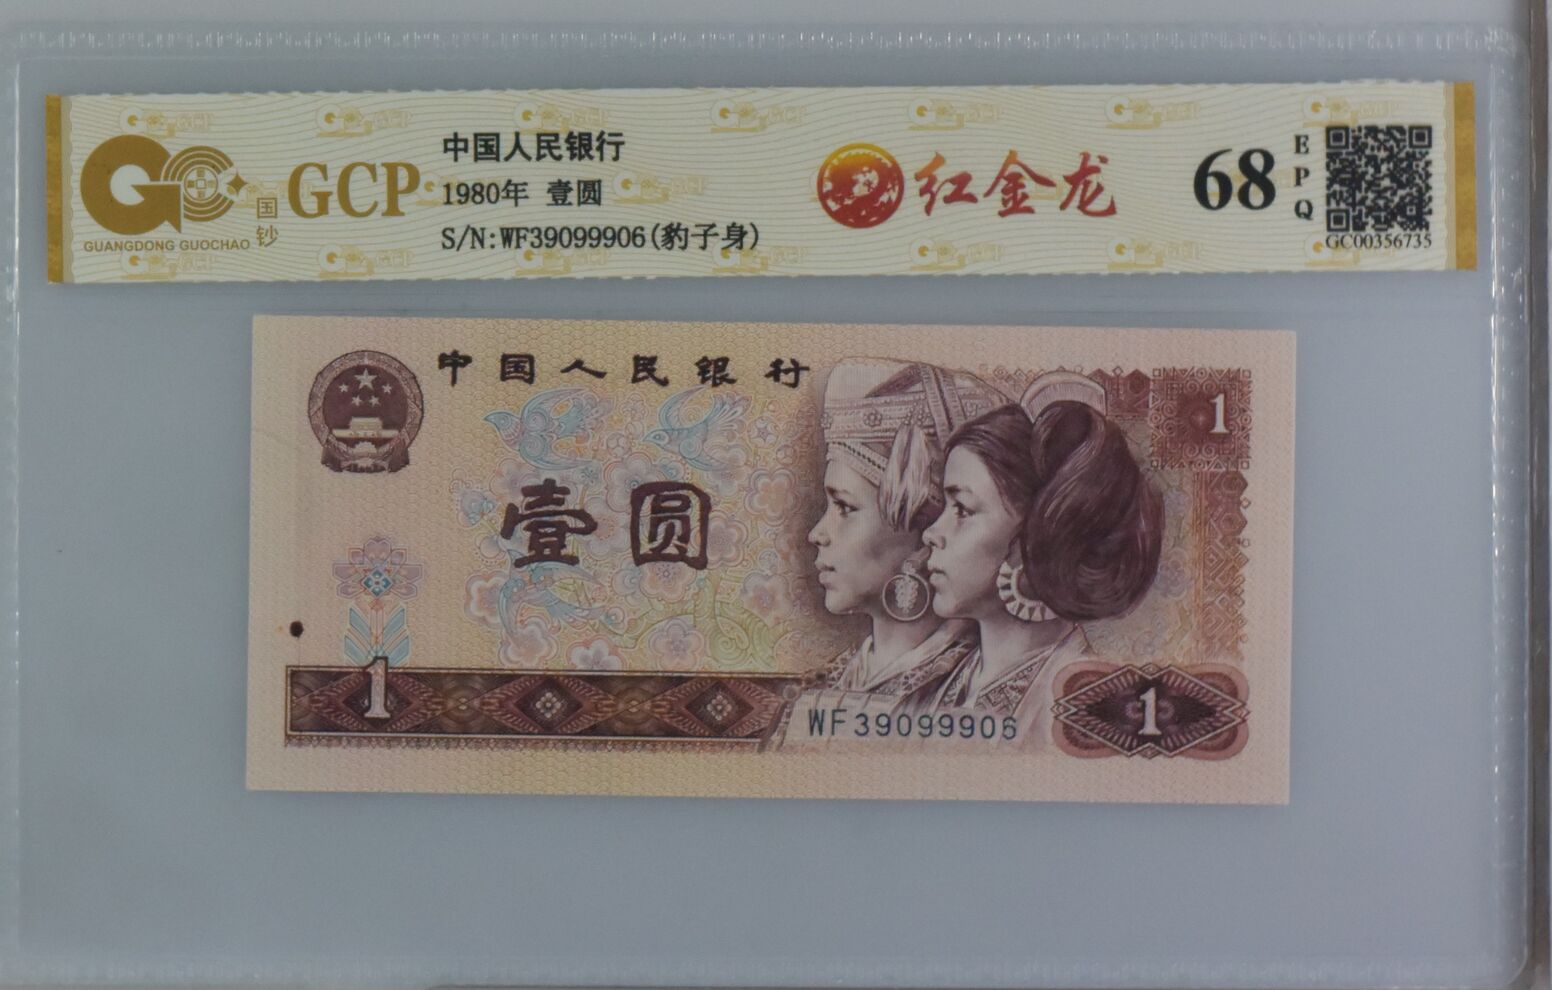 GUANGDONG GUOCHAO
国钞
GCP
中国人民银行
1980年 壹圆
S/N:WF39099906(豹子身)
红金龙
68
EPQ
GC00356735
中国人民银行
1
壹圆
1
WF39099906
1